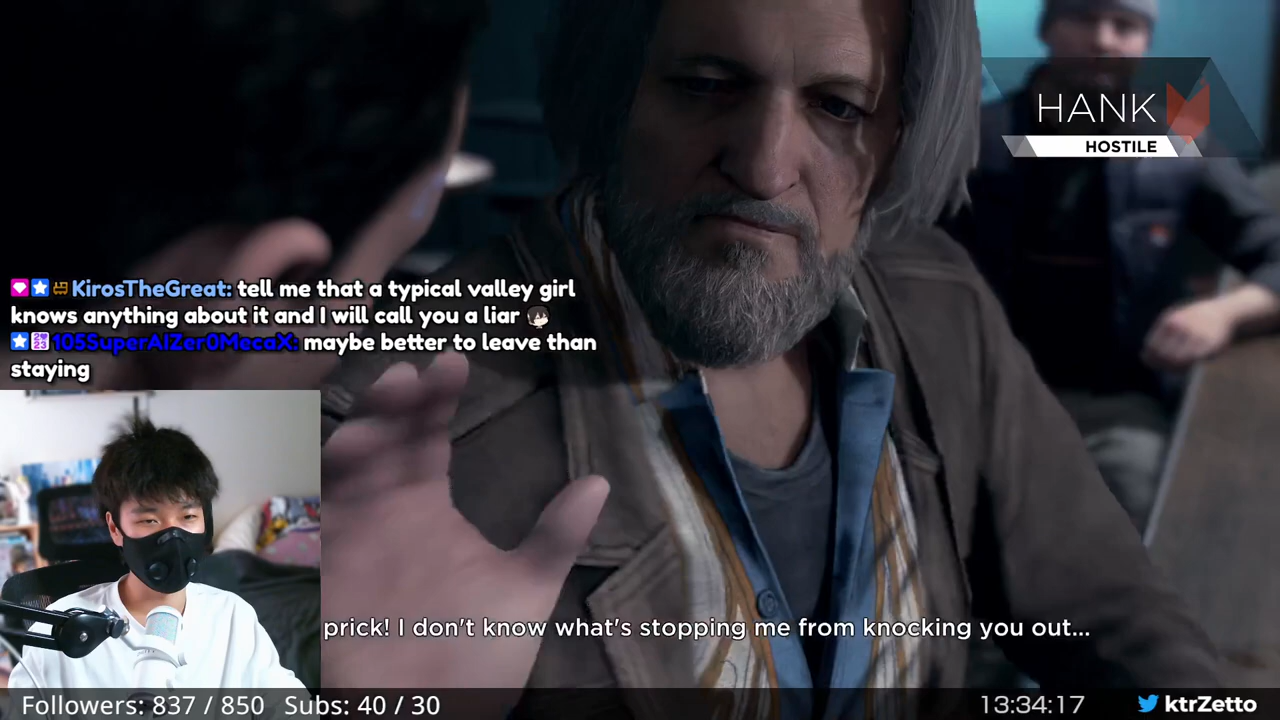 HANK
HOSTILE
KirosTheGreat: tell me that a typical valley girl
knows anything about it and I will call you a liar
105SuperAIZer0MecaX: maybe better to leave than
staying
prick! I don't know what's stopping me from knocking you out...
Followers: 837 / 850 Subs: 40 / 30
13:34:17
ktrZetto